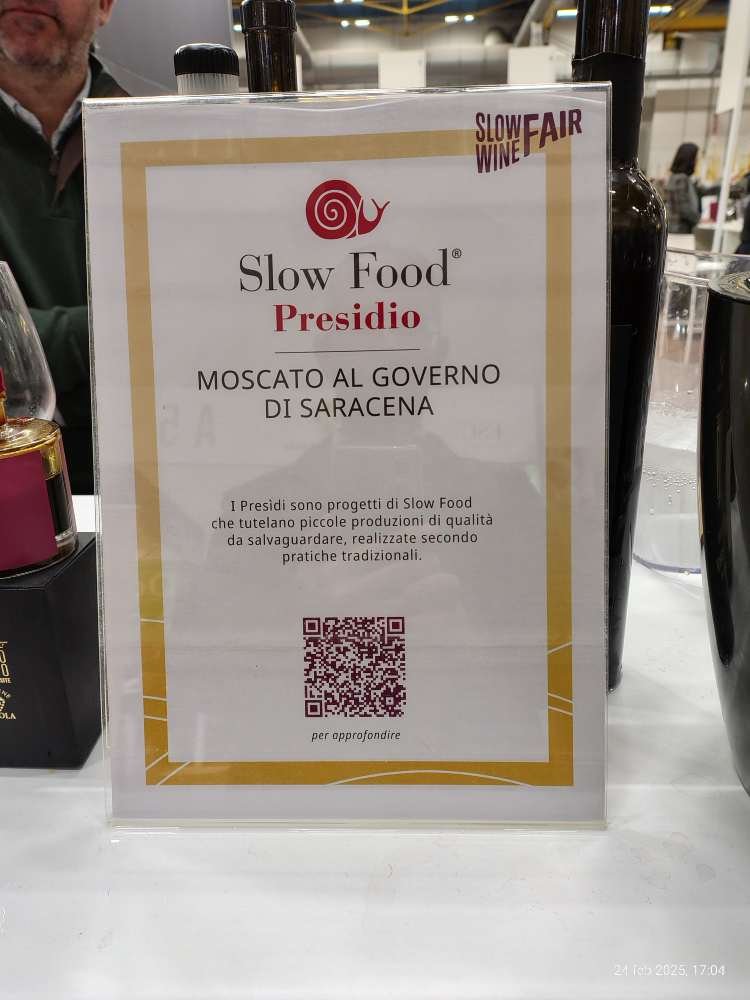 SLOW
WINE FAIR
Slow Food®
Presidio
MOSCATO AL GOVERNO
DI SARACENA
I Presìdi sono progetti di Slow Food
che tutelano piccole produzioni di qualità
da salvaguardare, realizzate secondo
pratiche tradizionali.
per approfondire
24 feb 2025, 17:04